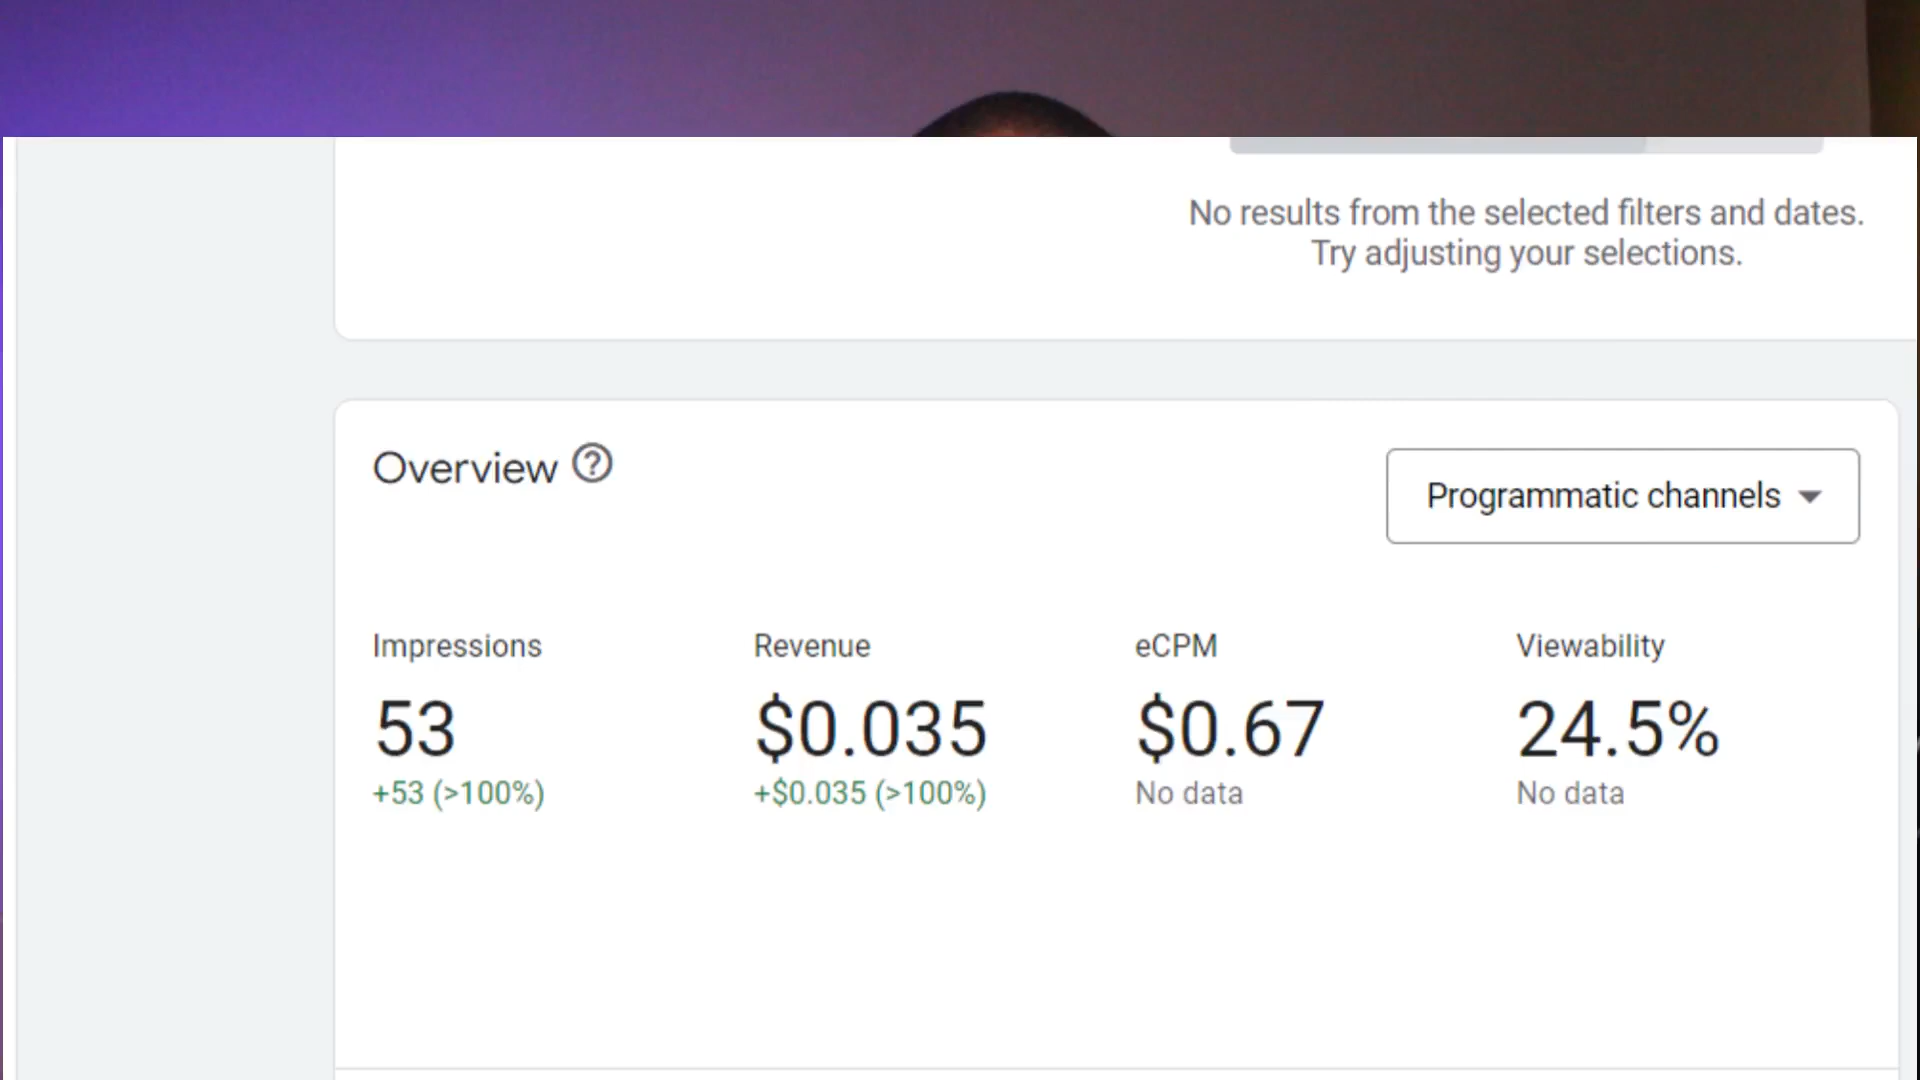 No results from the selected filters and dates.
Try adjusting your selections.
Overview
Programmatic channels
Impressions
Revenue
eCPM
Viewability
53
$0.035
$0.67
24.5%
+53 (>100%)
+$0.035 (>100%)
No data
No data